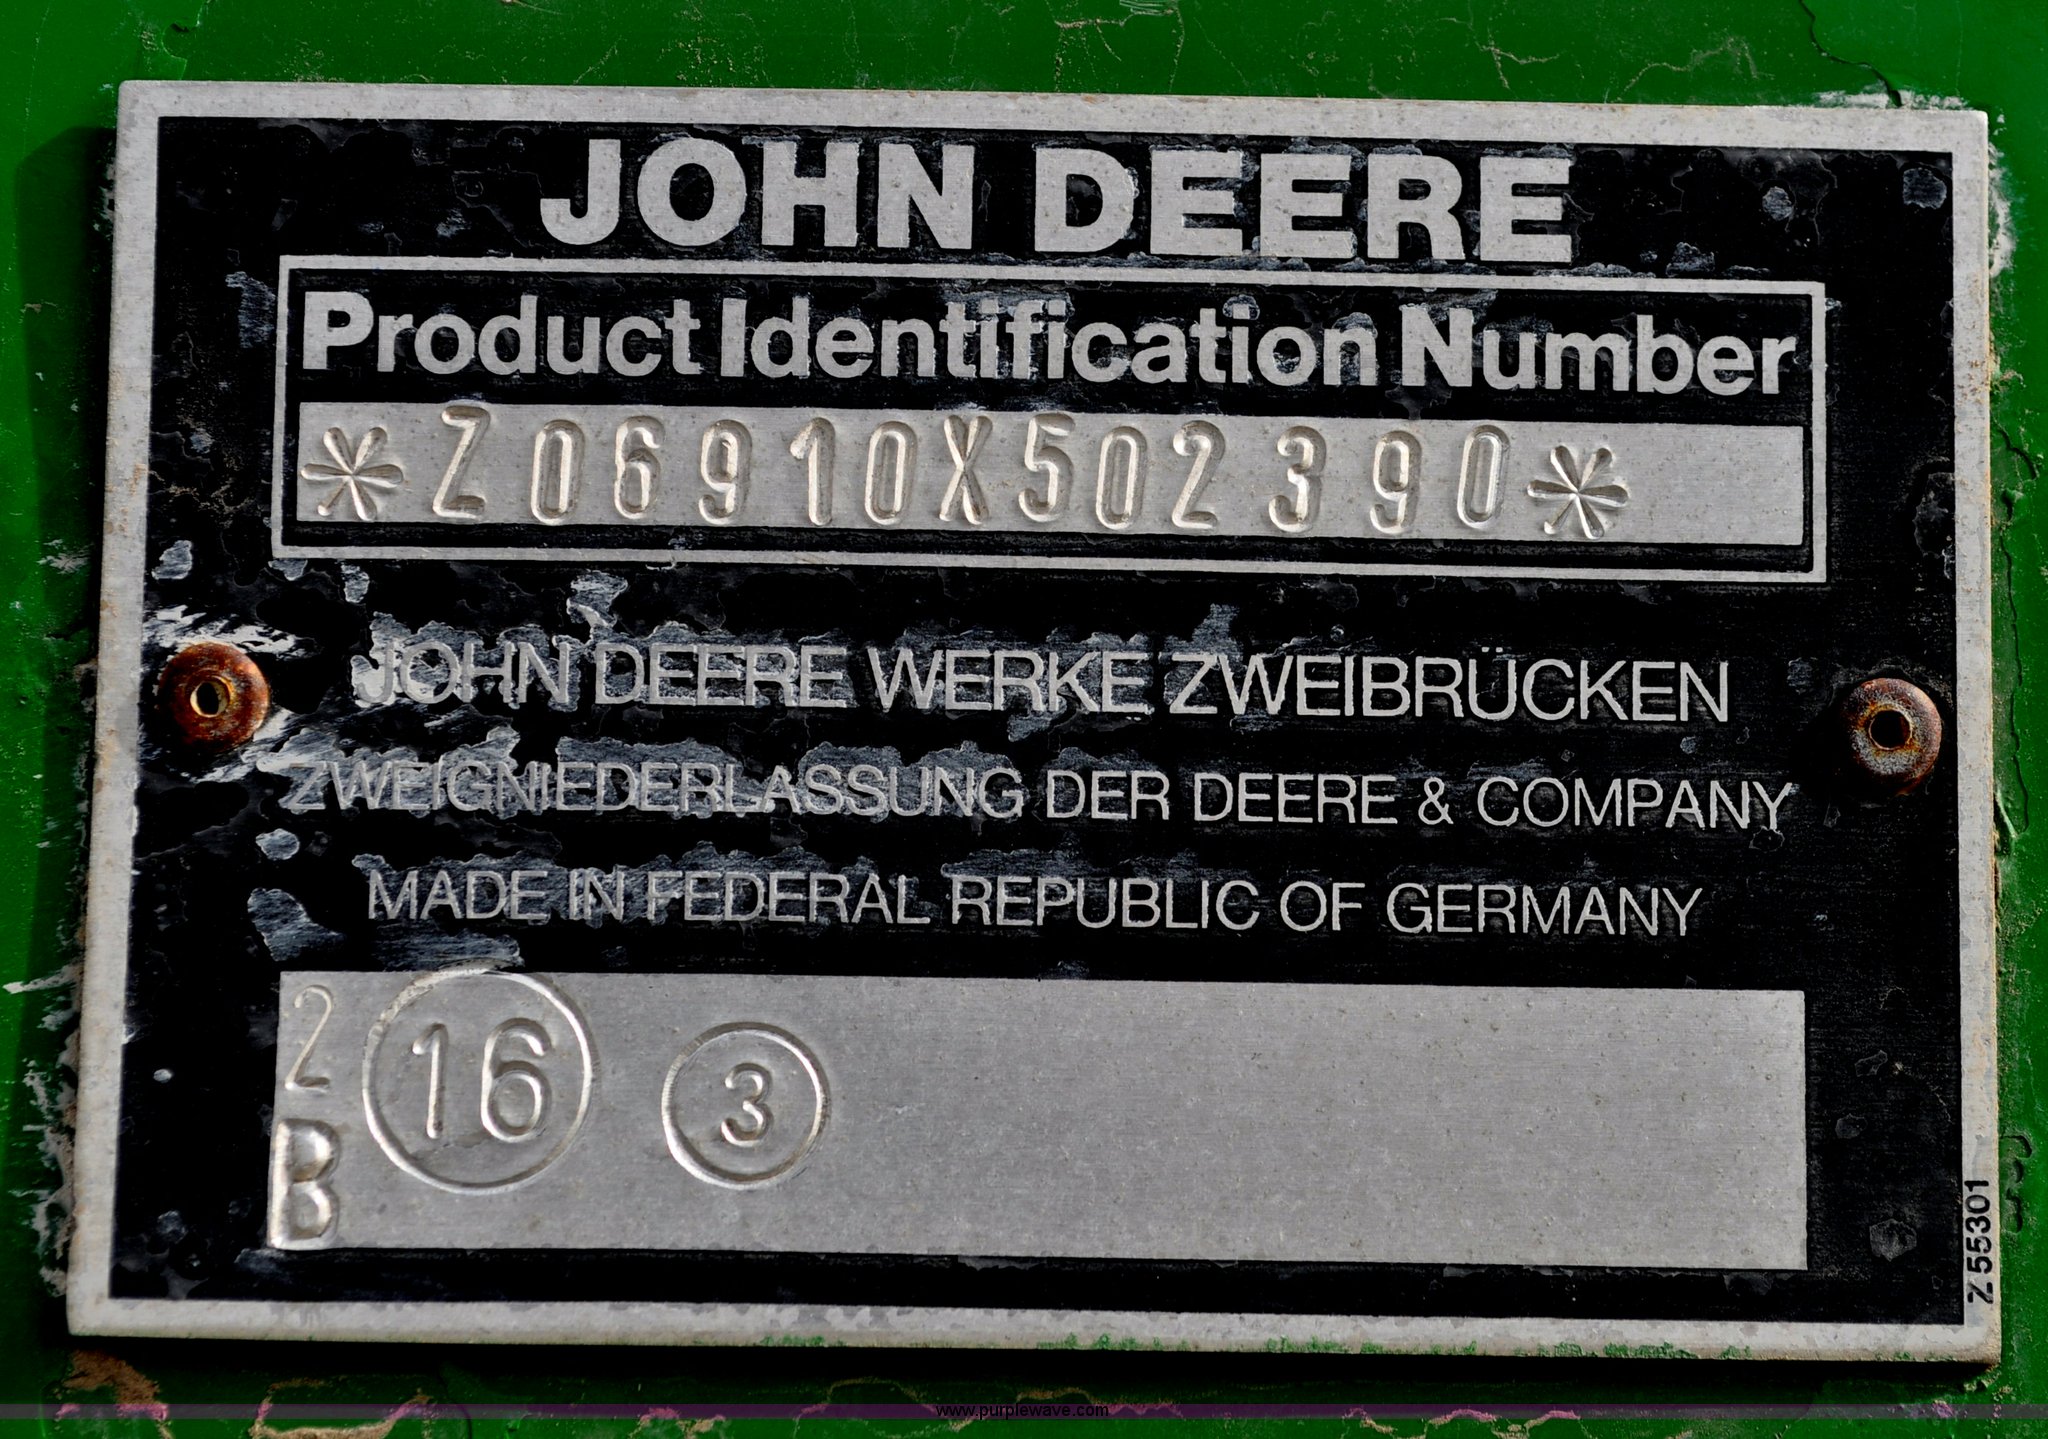 JOHN DEERE
Product Identification Number
*Z06910X502390*
JOHN DEERE WERKE ZWEIBRÜCKEN
ZWEIGNIEDERLASSUNG DER DEERE & COMPANY
MADE IN FEDERAL REPUBLIC OF GERMANY
2 16 3
B
Z 55301
www.purplewave.com